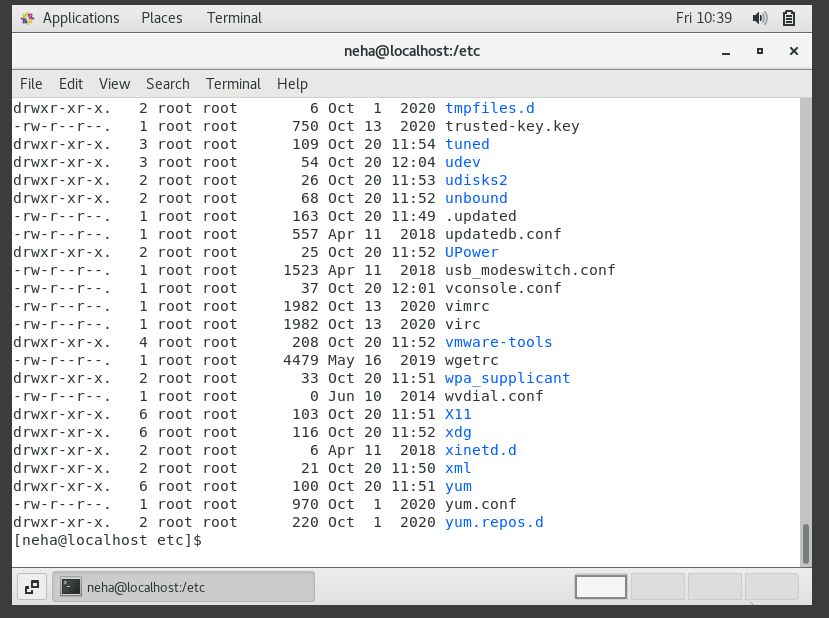 Applications Places Terminal Fri 10:39
neha@localhost:/etc
File Edit View Search Terminal Help
drwxr-xr-x.   2 root root        6 Oct  1  2020 tmpfiles.d
-rw-r--r--.   1 root root      750 Oct 13  2020 trusted-key.key
drwxr-xr-x.   3 root root      109 Oct 20 11:54 tuned
drwxr-xr-x.   3 root root       54 Oct 20 12:04 udev
drwxr-xr-x.   2 root root       26 Oct 20 11:53 udisks2
drwxr-xr-x.   2 root root       68 Oct 20 11:52 unbound
-rw-r--r--.   1 root root      163 Oct 20 11:49 .updated
-rw-r--r--.   1 root root      557 Apr 11  2018 updatedb.conf
drwxr-xr-x.   2 root root       25 Oct 20 11:52 UPower
-rw-r--r--.   1 root root     1523 Apr 11  2018 usb_modeswitch.conf
-rw-r--r--.   1 root root       37 Oct 20 12:01 vconsole.conf
-rw-r--r--.   1 root root     1982 Oct 13  2020 vimrc
-rw-r--r--.   1 root root     1982 Oct 13  2020 virc
drwxr-xr-x.   4 root root      208 Oct 20 11:52 vmware-tools
-rw-r--r--.   1 root root     4479 May 16  2019 wgetrc
drwxr-xr-x.   2 root root       33 Oct 20 11:51 wpa_supplicant
-rw-r--r--.   1 root root        0 Jun 10  2014 wvdial.conf
drwxr-xr-x.   6 root root      103 Oct 20 11:51 X11
drwxr-xr-x.   6 root root      116 Oct 20 11:52 xdg
drwxr-xr-x.   2 root root        6 Apr 11  2018 xinetd.d
drwxr-xr-x.   2 root root       21 Oct 20 11:50 xml
drwxr-xr-x.   6 root root      100 Oct 20 11:51 yum
-rw-r--r--.   1 root root      970 Oct  1  2020 yum.conf
drwxr-xr-x.   2 root root      220 Oct  1  2020 yum.repos.d
[neha@localhost etc]$
neha@localhost:/etc